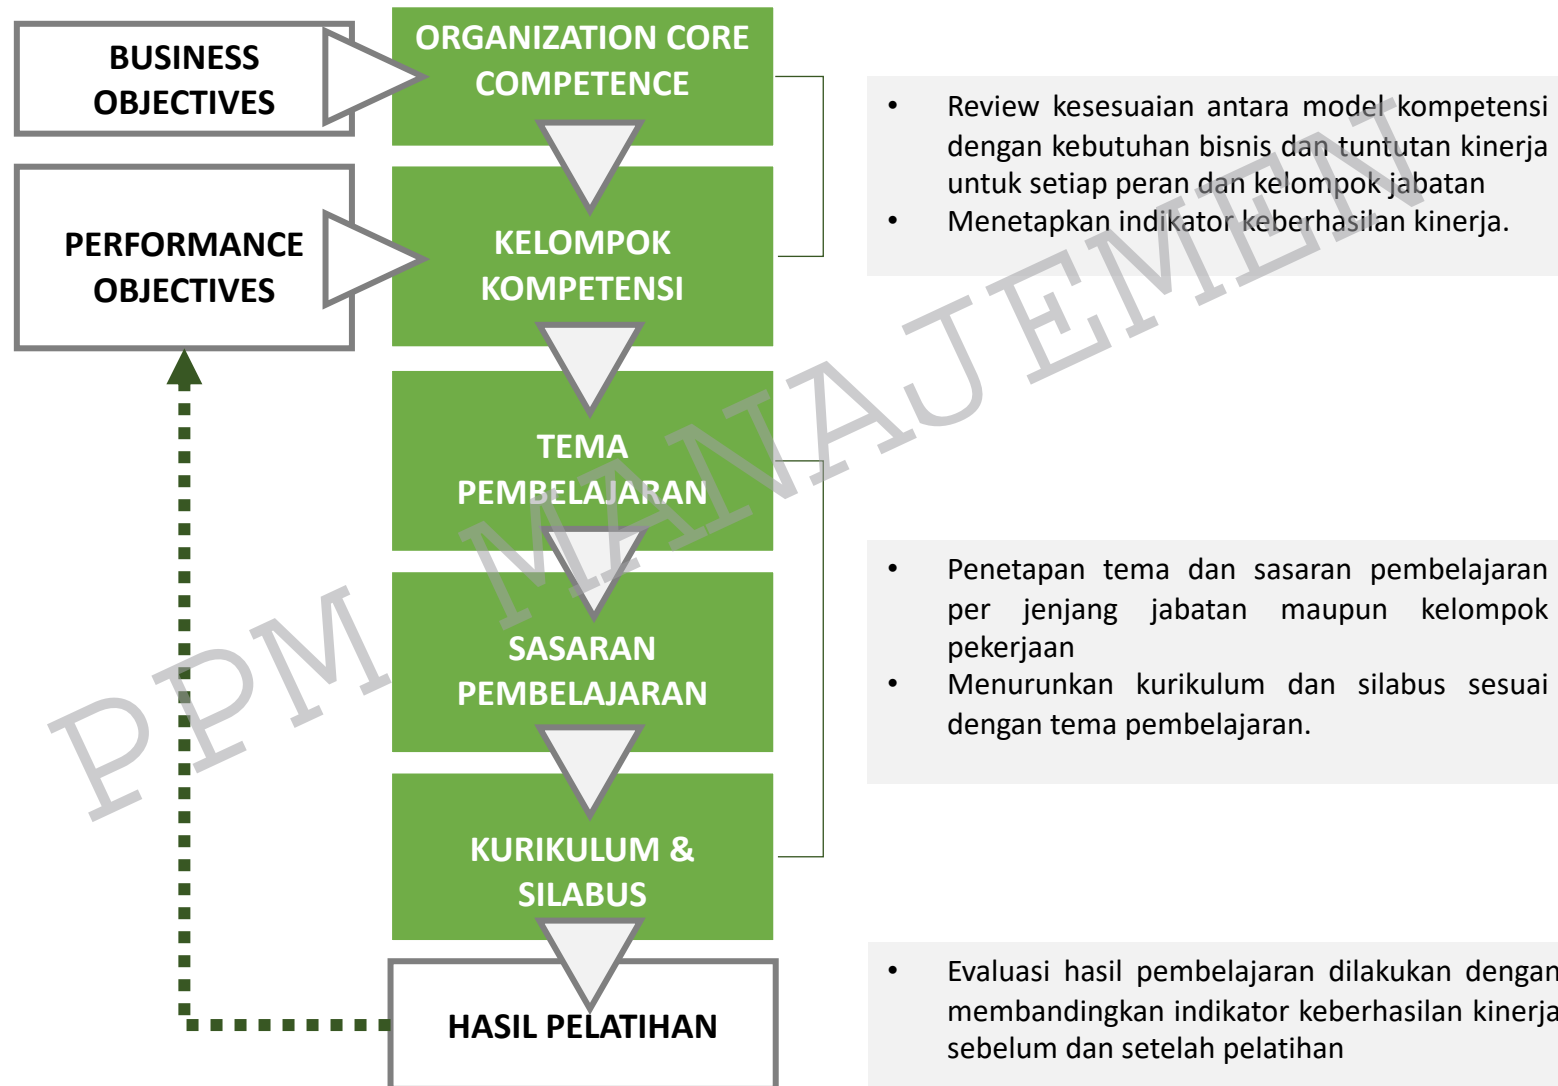 BUSINESS
OBJECTIVES
ORGANIZATION CORE
COMPETENCE
PERFORMANCE
OBJECTIVES
KELOMPOK
KOMPETENSI
TEMA
PEMBELAJARAN
SASARAN
PEMBELAJARAN
KURIKULUM &
SILABUS
HASIL PELATIHAN
• Review kesesuaian antara model kompetensi
dengan kebutuhan bisnis dan tuntutan kinerja
untuk setiap peran dan kelompok jabatan
• Menetapkan indikator keberhasilan kinerja.
• Penetapan tema dan sasaran pembelajaran
per jenjang jabatan maupun kelompok
pekerjaan
• Menurunkan kurikulum dan silabus sesuai
dengan tema pembelajaran.
• Evaluasi hasil pembelajaran dilakukan dengan
membandingkan indikator keberhasilan kinerja
sebelum dan setelah pelatihan
PPM MANAJEMEN